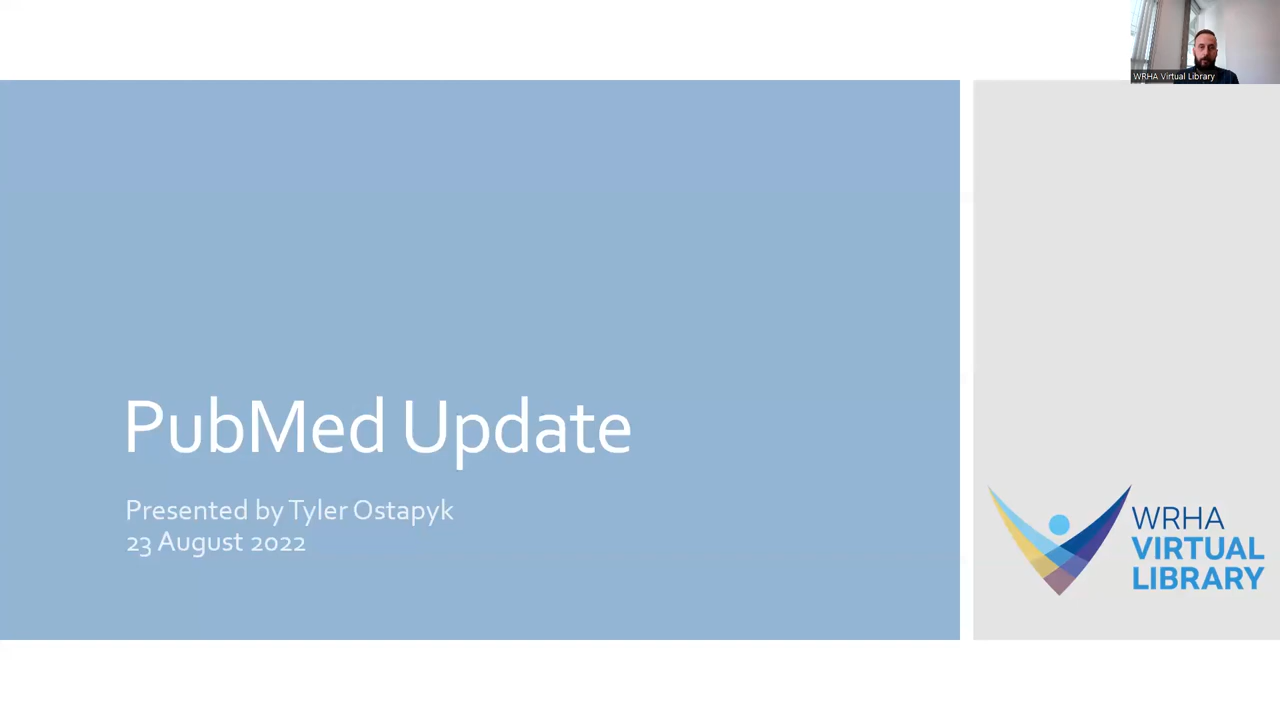 WRHA Virtual Library
PubMed Update
Presented by Tyler Ostapyk
23 August 2022
WRHA
VIRTUAL
LIBRARY